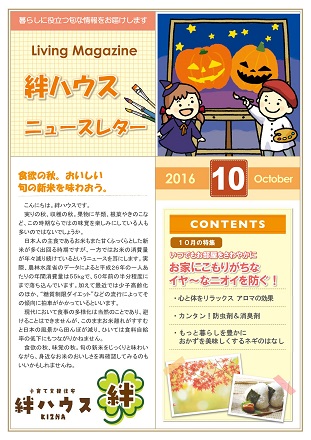 暮らしに役立つ旬な情報をお届けします
Living Magazine
絆ハウス
ニュースレター
食欲の秋。おいしい
旬の新米を味わおう。
こんにちは。絆ハウスです。
実りの秋、収穫の秋。果物に芋類、根菜やきのこな
ど、この時期ならではの味覚を楽しみにしている人も
多いのではないでしょうか。
日本人の主食であるお米もまた甘くふっくらとした新
米が多く出回る時期ですが、一方ではお米の消費量
が年々減り続けているというニュースを耳にします。実
際、農林水産省のデータによると平成26年の一人あ
たりの年間消費量は55kgで、50年前の半分程度に
まで落ち込んでいます。加えて最近では少子高齢化
のほか、“糖質制限ダイエット”などの流行によってそ
の傾向に拍車がかかっているといいます。
現代において食事の多様化は当然のことであり、避
けることはできませんが、このままお米離れがすすむ
と日本の風景から田んぼが減り、ひいては食料自給
率の低下にもつながりかねません。
食欲の秋、味覚の秋。旬の新米をじっくりと味わい
ながら、身近なお米のおいしさを再確認してみるのも
いいかもしれませんね。
子育て支援住宅
絆ハウス
KIZNA
絆
2016
10
October
CONTENTS
10月の特集
いつでもお部屋をさわやかに
お家にこもりがちな
イヤ～なニオイを防ぐ！
・心と体をリラックス アロマの効果
・カンタン！防虫剤＆消臭剤
・もっと暮らしを豊かに
おかずを美味しくするネギのはなし